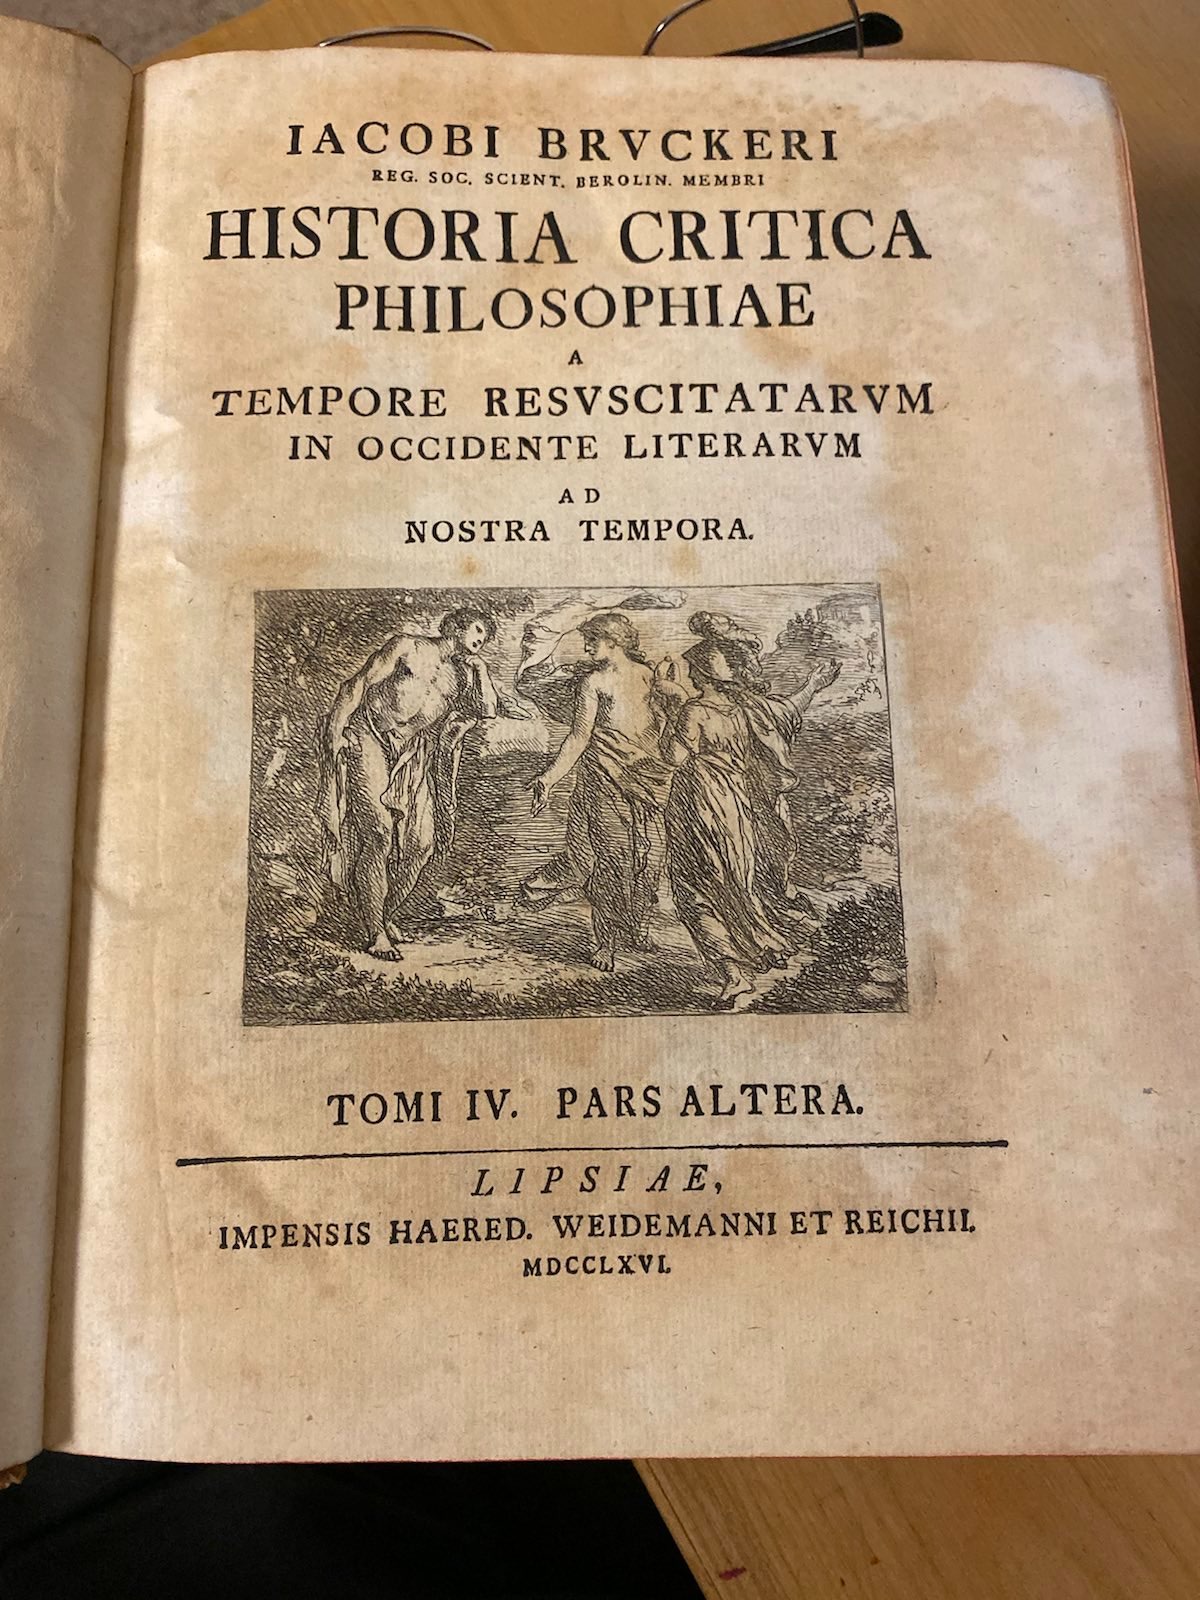 IACOBI BRVCKERI
REG. SOC. SCIENT. BEROLIN. MEMBRI
HISTORIA CRITICA
PHILOSOPHIAE
A
TEMPORE RESVSCITATARVM
IN OCCIDENTE LITERARVM
AD
NOSTRA TEMPORA.
TOMI IV. PARS ALTERA.
LIPSIAE,
IMPENSIS HAERED. WEIDEMANNI ET REICHII.
MDCCLXVI.